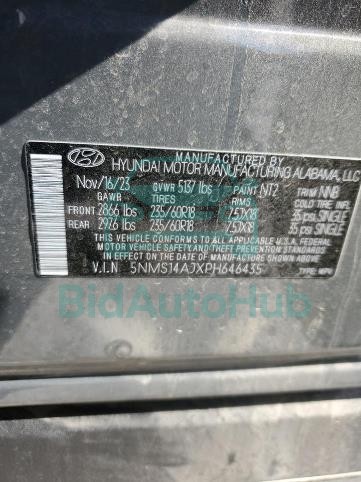 MANUFACTURED BY
HYUNDAI MOTOR MANUFACTURING ALABAMA, LLC
Nov/16/23 GVWR 5137 lbs PAINT NT2 TRIM NNB
GAWR TIRES RIMS COLD TIRE INFL.
FRONT 2866 lbs 235/60R18 7.5JX18 35 psi SINGLE
REAR 2976 lbs 235/60R18 7.5JX18 35 psi SINGLE
THIS VEHICLE CONFORMS TO ALL APPLICABLE U.S.A. FEDERAL
MOTOR VEHICLE SAFETY AND THEFT PREVENTION STANDARDS
IN EFFECT ON THE DATE OF MANUFACTURE SHOWN ABOVE.
V.I.N 5NMS14AJXPH646435 TYPE: MPV
BidAutoHub